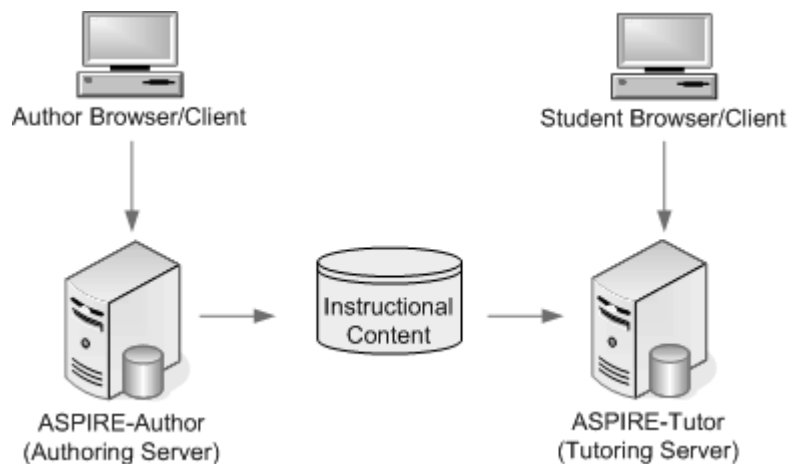 Author Browser/Client
Student Browser/Client
Instructional
Content
ASPIRE-Author
(Authoring Server)
ASPIRE-Tutor
(Tutoring Server)